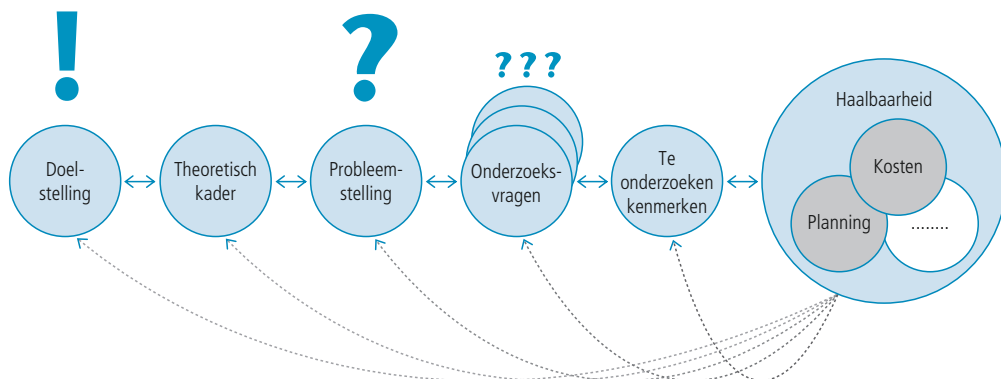 !
?
? ? ?
Doel-
stelling
Theoretisch
kader
Probleem-
stelling
Onderzoeks-
vragen
Te
onderzoeken
kenmerken
Haalbaarheid
Kosten
Planning
........